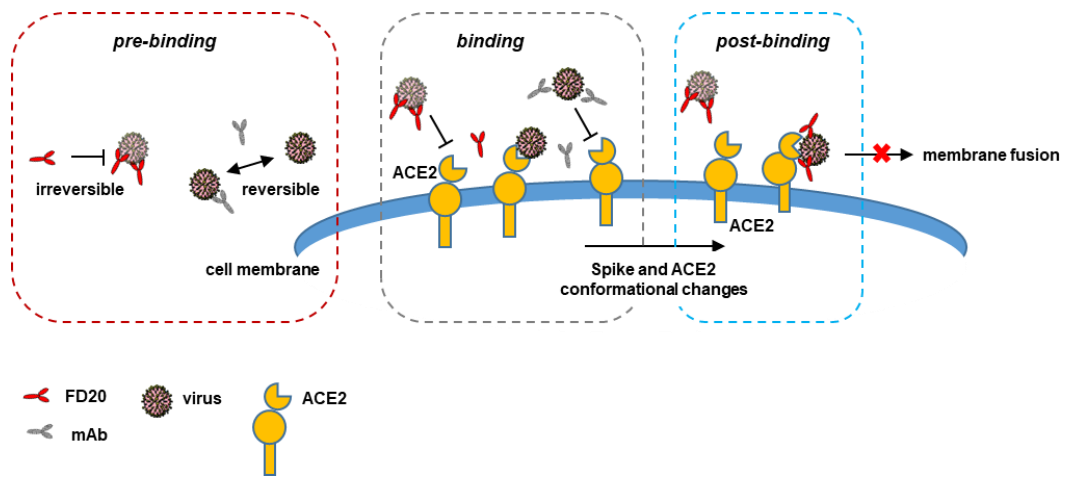 pre-binding
binding
post-binding
irreversible
reversible
ACE2
membrane fusion
ACE2
cell membrane
Spike and ACE2
conformational changes
FD20
virus
ACE2
mAb